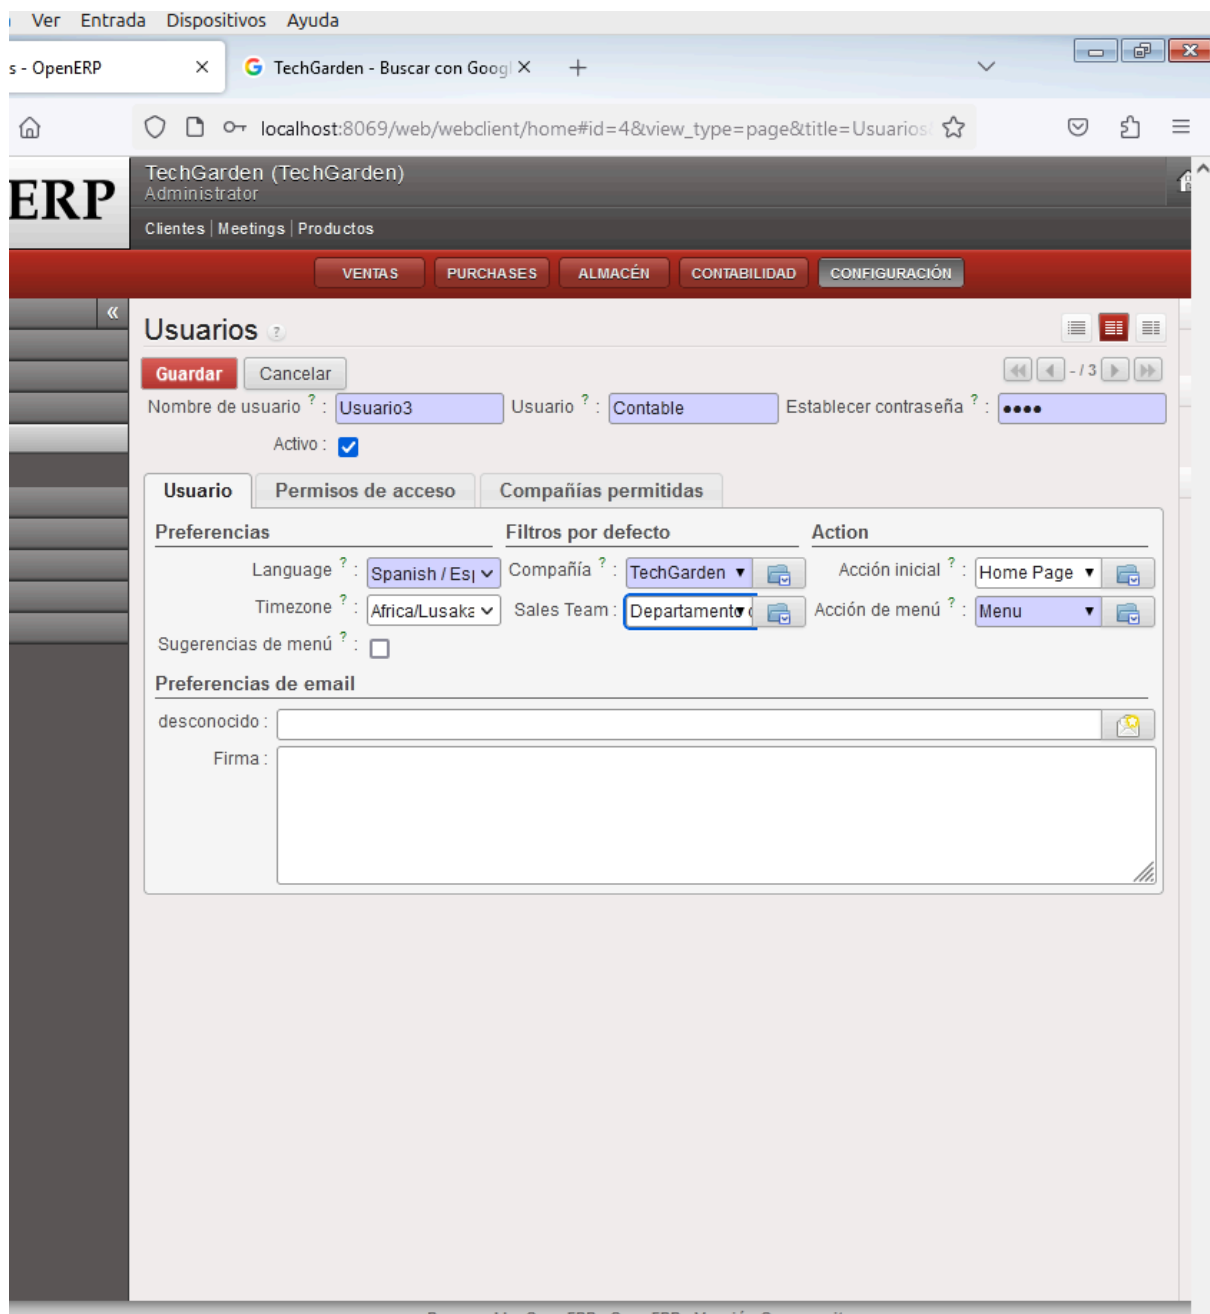 Ver Entrada Dispositivos Ayuda
s - OpenERP
TechGarden - Buscar con Googl
localhost:8069/web/webclient/home#id=4&view_type=page&title=Usuarios
ERP
TechGarden (TechGarden)
Administrator
Clientes | Meetings | Productos
VENTAS PURCHASES ALMACÉN CONTABILIDAD CONFIGURACIÓN
«
Usuarios ?
Guardar Cancelar - / 3
Nombre de usuario ? : Usuario3 Usuario ? : Contable Establecer contraseña ? : ••••
Activo :
Usuario Permisos de acceso Compañías permitidas
Preferencias Filtros por defecto Action
Language ? : Spanish / Esp Compañía ? : TechGarden Acción inicial ? : Home Page
Timezone ? : Africa/Lusaka Sales Team : Departamento Acción de menú ? : Menu
Sugerencias de menú ? :
Preferencias de email
desconocido :
Firma :